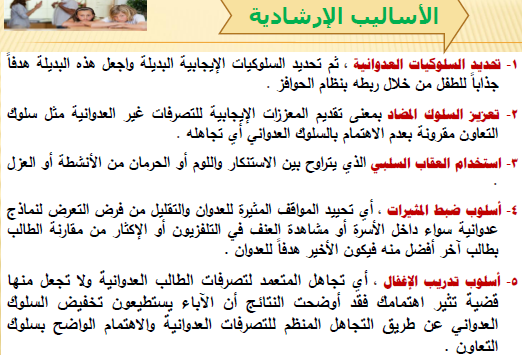 الأساليب الإرشادية
١- تحديد السلوكيات العدوانية ، ثم تحديد السلوكيات الإيجابية البديلة واجعل هذه البديلة هدفاً
جذاباً للطفل من خلال ربطه بنظام الحوافز .
٢- تعزيز السلوك المضاد بمعنى تقديم المعززات الإيجابية للتصرفات غير العدوانية مثل سلوك
التعاون مقرونة بعدم الاهتمام بالسلوك العدواني أي تجاهله .
٣- استخدام العقاب السلبي الذي يتراوح بين الاستنكار واللوم أو الحرمان من الأنشطة أو العزل
.
٤- أسلوب ضبط المثيرات ، أي تحييد المواقف المثيرة للعدوان والتقليل من فرض التعرض لنماذج
عدوانية سواء داخل الأسرة أو مشاهدة العنف في التلفزيون أو الإكثار من مقارنة الطالب
بطالب آخر أفضل منه فيكون الأخير هدفاً للعدوان .
٥- أسلوب تدريب الإغفال ، أي تجاهل المتعمد لتصرفات الطالب العدوانية ولا تجعل منها
قضية تثير اهتمامك فقد أوضحت النتائج أن الآباء يستطيعون تخفيض السلوك
العدواني عن طريق التجاهل المنظم للتصرفات العدوانية والاهتمام الواضح بسلوك
التعاون .